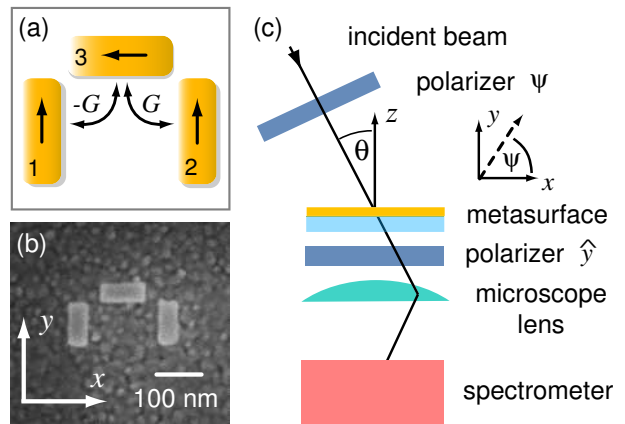 (a)
3
-G
G
1
2
(b)
y
x
100 nm
(c)
incident beam
polarizer ψ
z
θ
y
ψ
x
metasurface
polarizer ŷ
microscope
lens
spectrometer